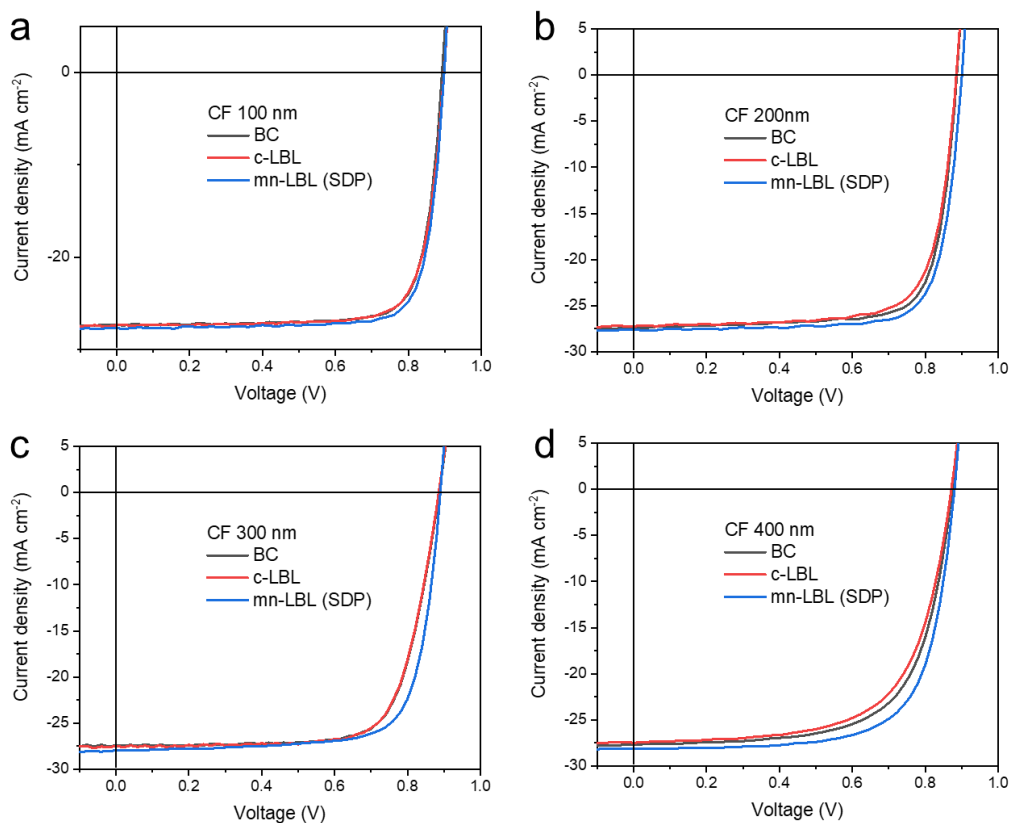 a
5
0
-20
0.0 0.2 0.4 0.6 0.8 1.0
Voltage (V)
Current density (mA cm⁻²)
CF 100 nm
BC
c-LBL
mn-LBL (SDP)
b
5
0
-5
-10
-15
-20
-25
-30
0.0 0.2 0.4 0.6 0.8 1.0
Voltage (V)
Current density (mA cm⁻²)
CF 200nm
BC
c-LBL
mn-LBL (SDP)
c
5
0
-5
-10
-15
-20
-25
-30
0.0 0.2 0.4 0.6 0.8 1.0
Voltage (V)
Current density (mA cm⁻²)
CF 300 nm
BC
c-LBL
mn-LBL (SDP)
d
5
0
-5
-10
-15
-20
-25
-30
0.0 0.2 0.4 0.6 0.8 1.0
Voltage (V)
Current density (mA cm⁻²)
CF 400 nm
BC
c-LBL
mn-LBL (SDP)